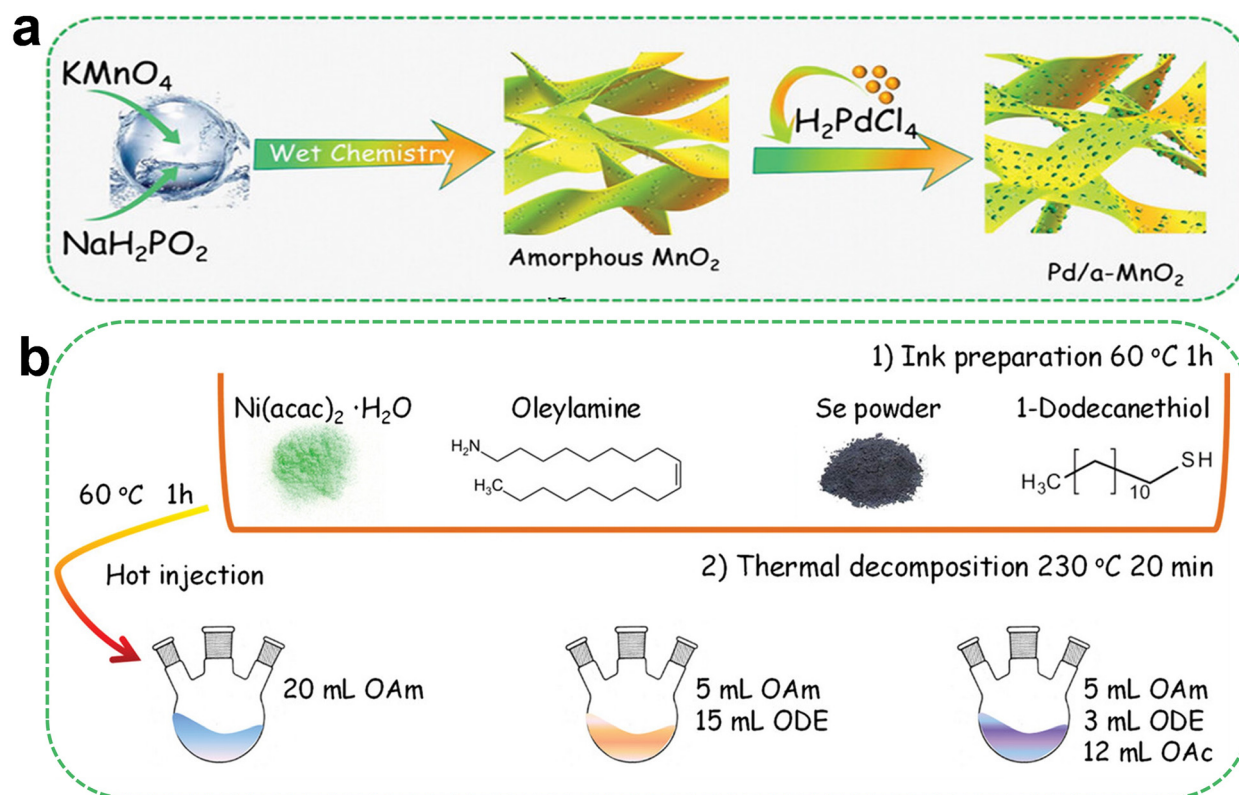 a
KMnO₄
NaH₂PO₂
Wet Chemistry
Amorphous MnO₂
H₂PdCl₄
Pd/a-MnO₂
b
1) Ink preparation 60 °C 1h
Ni(acac)₂ ·H₂O
Oleylamine
Se powder
1-Dodecanethiol
H₂N
H₃C
H₃C
10
SH
60 °C 1h
Hot injection
2) Thermal decomposition 230 °C 20 min
20 mL OAm
5 mL OAm
15 mL ODE
5 mL OAm
3 mL ODE
12 mL OAc